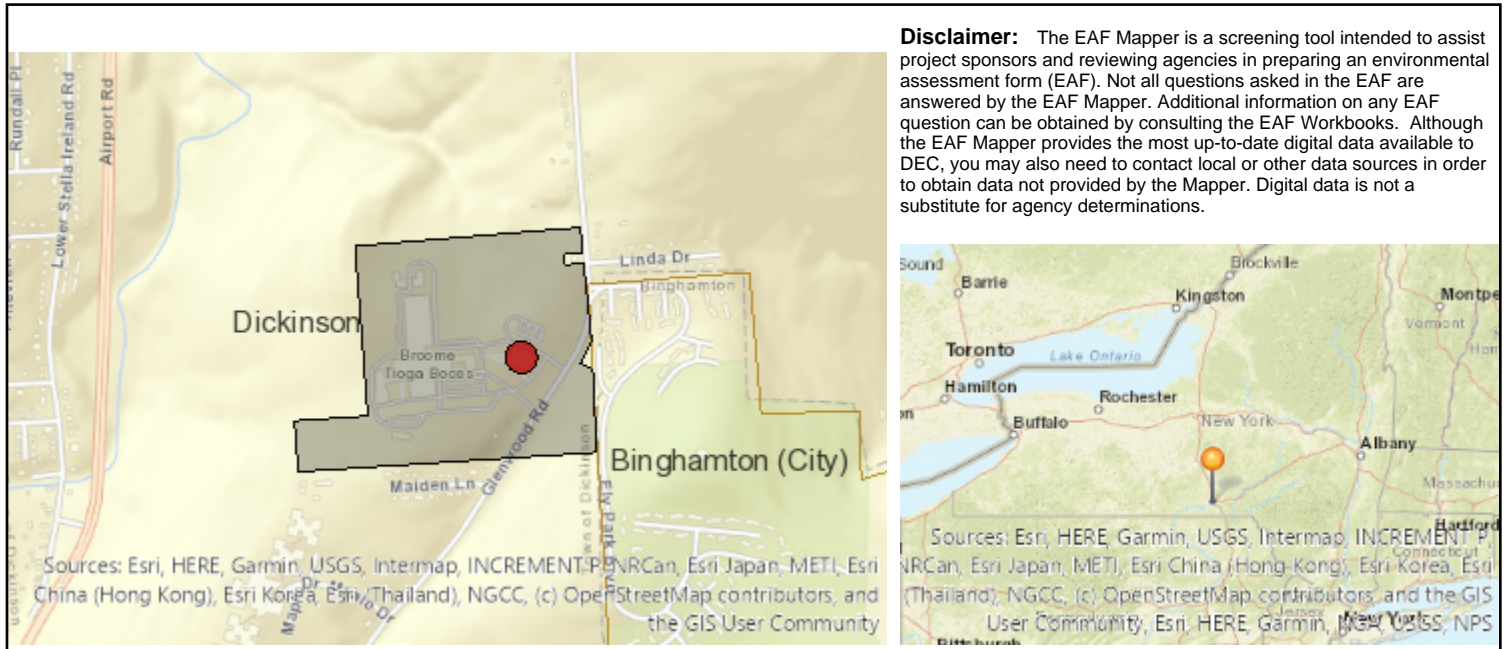 Disclaimer: The EAF Mapper is a screening tool intended to assist
project sponsors and reviewing agencies in preparing an environmental
assessment form (EAF). Not all questions asked in the EAF are
answered by the EAF Mapper. Additional information on any EAF
question can be obtained by consulting the EAF Workbooks. Although
the EAF Mapper provides the most up-to-date digital data available to
DEC, you may also need to contact local or other data sources in order
to obtain data not provided by the Mapper. Digital data is not a
substitute for agency determinations.
Rundall Pl
Lower Stella Ireland Rd
Airport Rd
Linda Dr
Binghamton
Dickinson
Broome
Tioga Boces
Glenwood Rd
Binghamton (City)
Maiden Ln
Town of Dickinson
Ely Park
Sources: Esri, HERE, Garmin, USGS, Intermap, INCREMENT P, NRCan, Esri Japan, METI, Esri
China (Hong Kong), Esri Korea, Esri (Thailand), NGCC, (c) OpenStreetMap contributors, and
the GIS User Community
Sound
Barrie
Brockville
Kingston
Montpe
Vermont
Toronto
Lake Ontario
Hamilton
Rochester
Buffalo
New York
Albany
Massachu
Hartford
Connecticut
Sources: Esri, HERE, Garmin, USGS, Intermap, INCREMENT P,
NRCan, Esri Japan, METI, Esri China (Hong Kong), Esri Korea, Esri
(Thailand), NGCC, (c) OpenStreetMap contributors, and the GIS
User Community, Esri, HERE, Garmin, NGA, USGS, NPS
New York
Pittsburgh